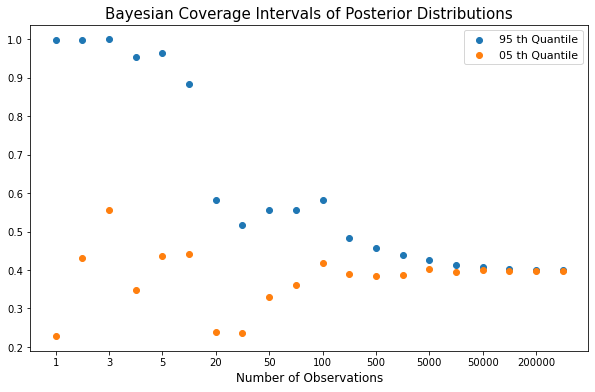 Bayesian Coverage Intervals of Posterior Distributions
95 th Quantile
05 th Quantile
1.0
0.9
0.8
0.7
0.6
0.5
0.4
0.3
0.2
1 3 5 20 50 100 500 5000 50000 200000
Number of Observations